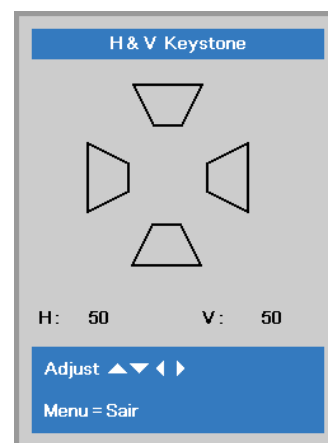 H & V Keystone
H: 50 V: 50
Adjust ▲▼◀ ▶
Menu = Sair